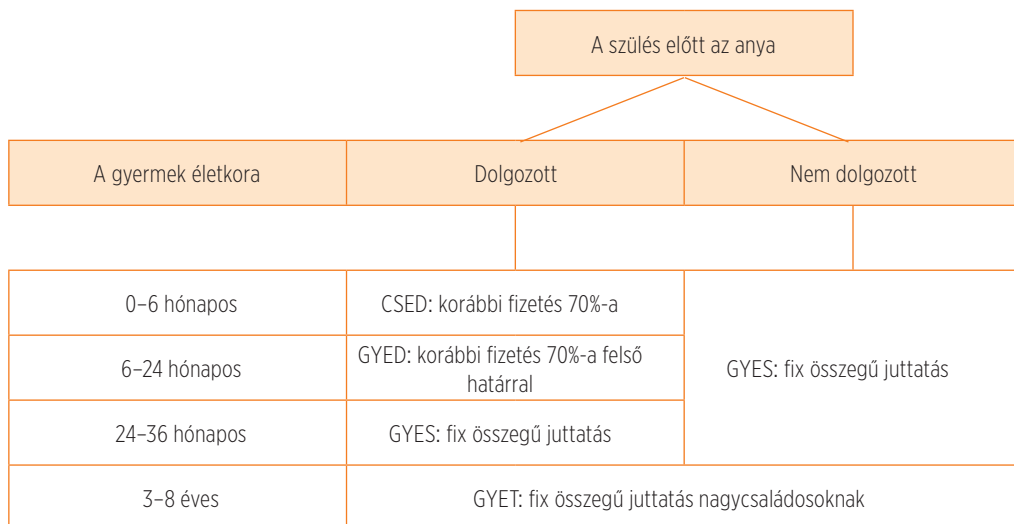 A szülés előtt az anya
A gyermek életkora
Dolgozott
Nem dolgozott
0–6 hónapos
CSED: korábbi fizetés 70%-a
6–24 hónapos
GYED: korábbi fizetés 70%-a felső
határral
GYES: fix összegű juttatás
24–36 hónapos
GYES: fix összegű juttatás
3–8 éves
GYET: fix összegű juttatás nagycsaládosoknak